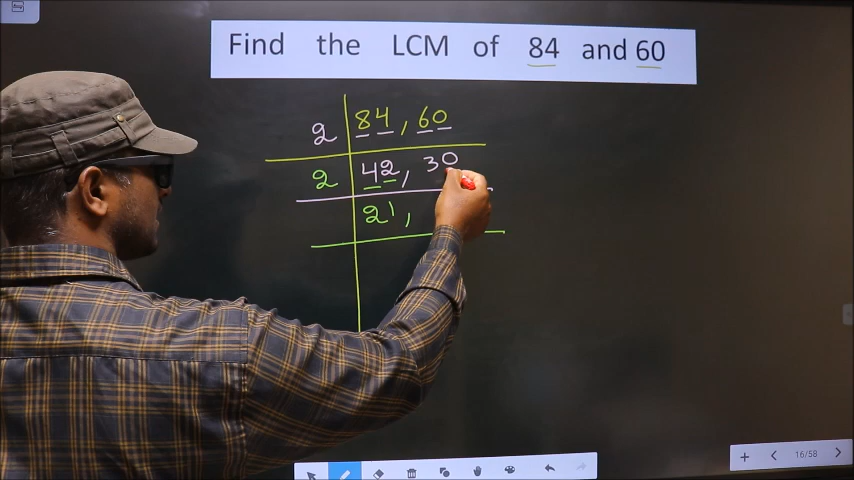 Find the LCM of 84 and 60
2 84, 60
2 42, 30
21,
16/58